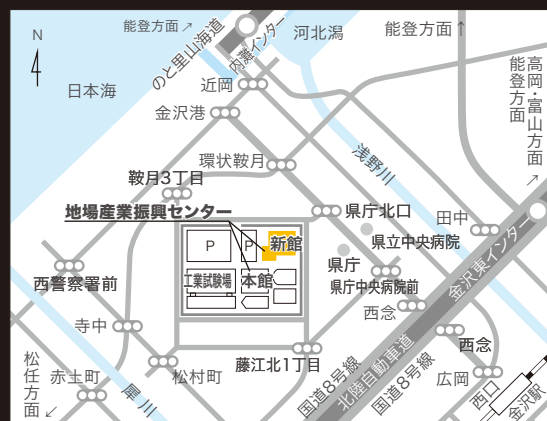 N
能登方面↗
のと里山海道
内灘インター
河北潟
能登方面↑
高岡・富山方面
能登方面
↗
日本海
近岡
金沢港
環状鞍月
浅野川
鞍月3丁目
地場産業振興センター
県庁北口
田中
県立中央病院
P
P
新館
県庁
県庁中央病院前
金沢東インター
西警察署前
工業試験場
本館
西念
寺中
藤江北1丁目
西念
松任方面↙
赤土町
松村町
犀川
国道8号線
北陸自動車道
国道8号線
広岡
西口
金沢駅